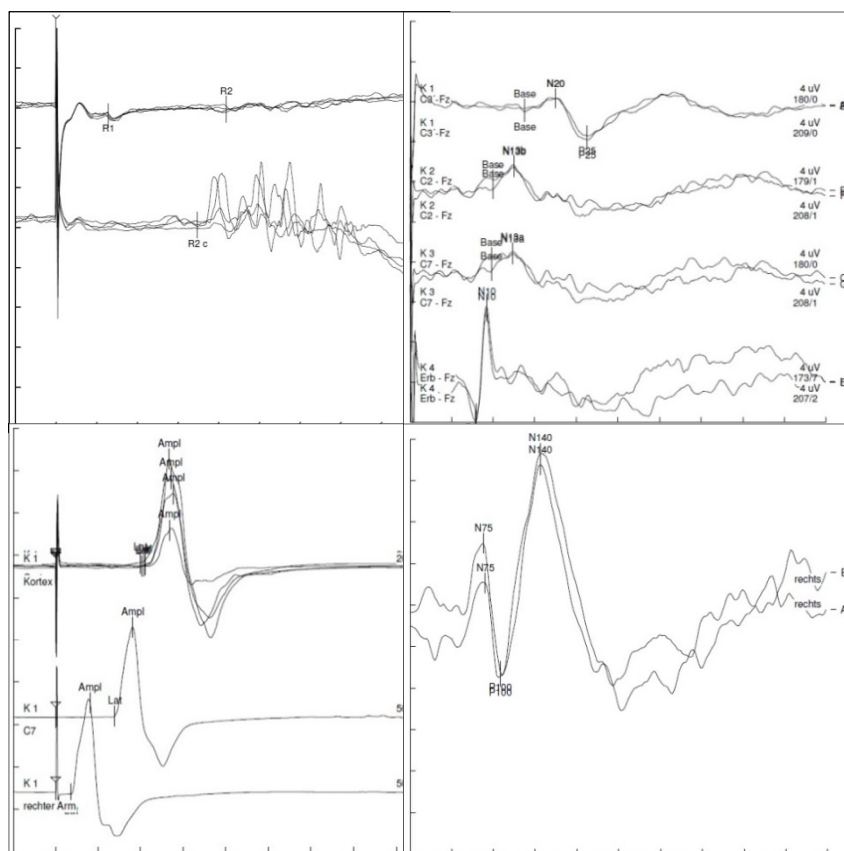 R1
R2
R2 c
K 1
C3'-Fz
K 1
C3'-Fz
Base
Base
N20
P25
4 uV
180/0
4 uV
209/0
K 2
C2 - Fz
K 2
C2 - Fz
Base
Base
N13b
4 uV
179/1
4 uV
208/1
K 3
C7 - Fz
K 3
C7 - Fz
Base
Base
N13a
4 uV
180/0
4 uV
208/1
N10
N10
K 4
Erb - Fz
K 4
Erb - Fz
4 uV
173/7
4 uV
207/2
Ampl
Ampl
Ampl
Ampl
K 1
Kortex
Ampl
Lat
K 1
C7
Ampl
K 1
rechter Arm
N140
N140
N75
N75
P100
P100
rechts
B
rechts
A